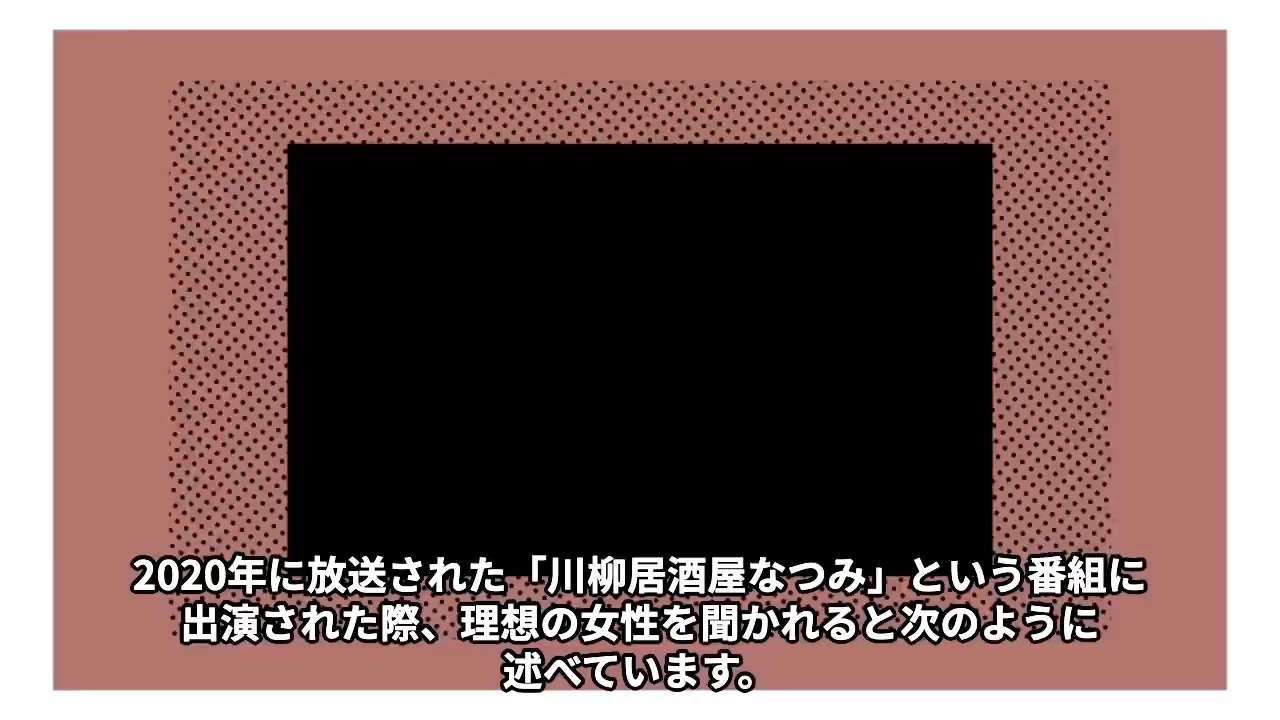 2020年に放送された「川柳居酒屋なつみ」という番組に
出演された際、理想の女性を聞かれると次のように
述べています。